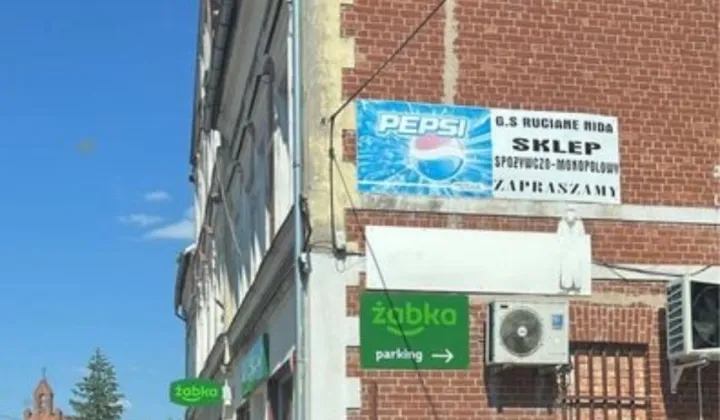 PEPSI
G.S RUCIANE NIDA
SKLEP
SPOŻYWCZO-MONOPOLOWY
ZAPRASZAMY
żabka
parking →
żabka